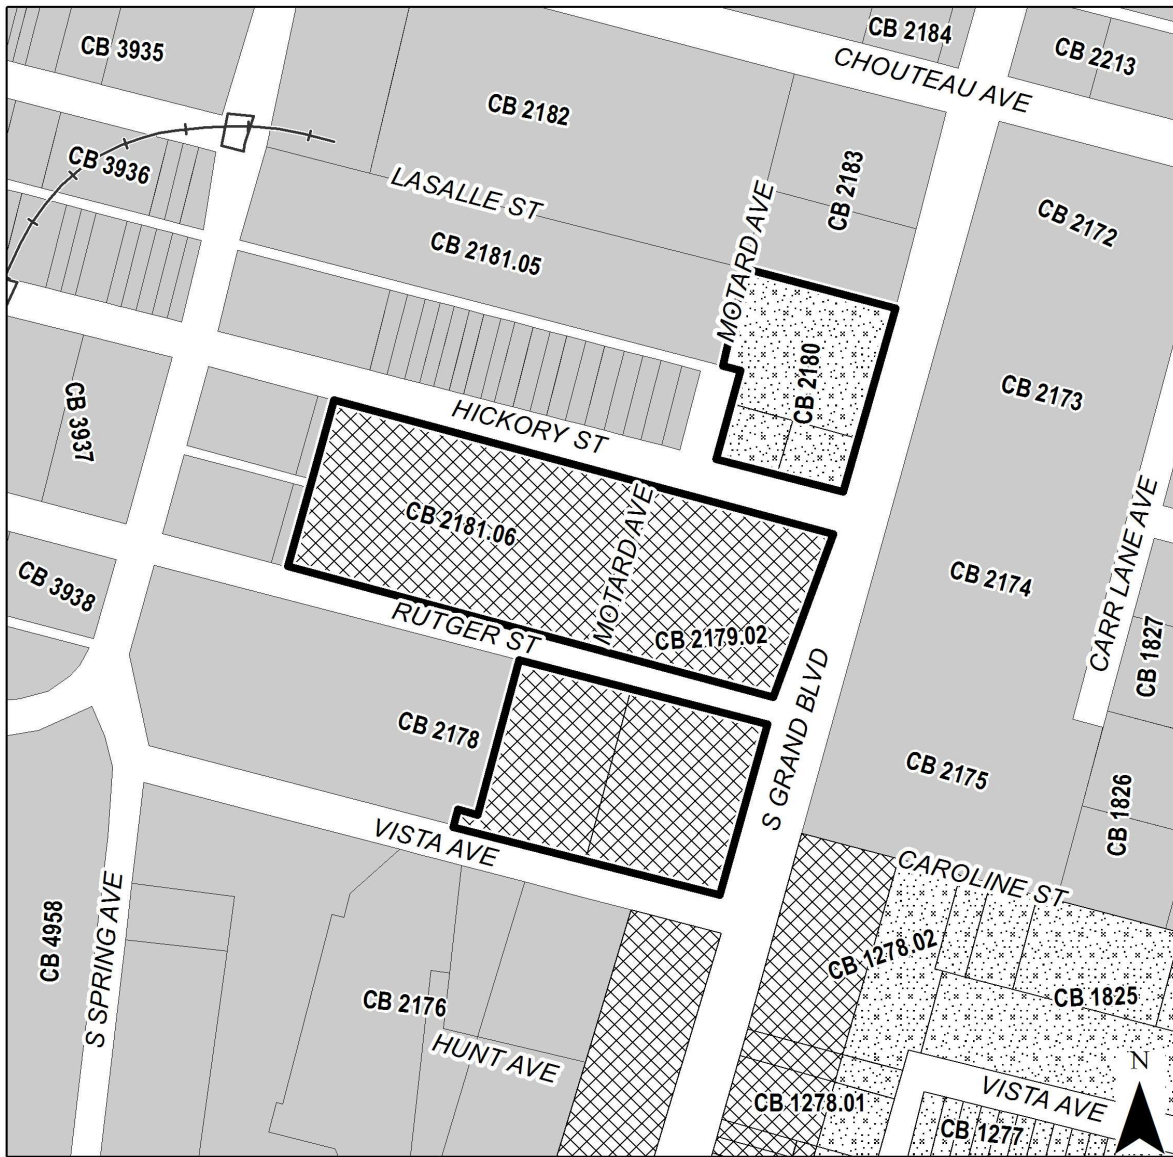 CB 2184
CB 3935
CB 2213
CHOUTEAU AVE
CB 2182
CB 3936
CB 2183
LASALLE ST
MOTARD AVE
CB 2172
CB 2181.05
CB 2180
CB 2173
CB 3937
HICKORY ST
CB 2181.06
MOTARD AVE
CARR LANE AVE
CB 2174
CB 3938
RUTGER ST
CB 2179.02
CB 1827
S GRAND BLVD
CB 2178
CB 2175
CB 1826
VISTA AVE
CAROLINE ST
CB 4958
S SPRING AVE
CB 1278.02
CB 2176
CB 1825
HUNT AVE
N
VISTA AVE
CB 1278.01
CB 1277